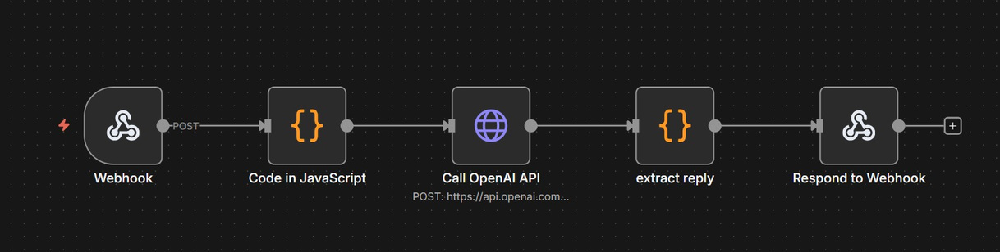 POST
Webhook
Code in JavaScript
Call OpenAI API
extract reply
Respond to Webhook
POST: https://api.openai.com...